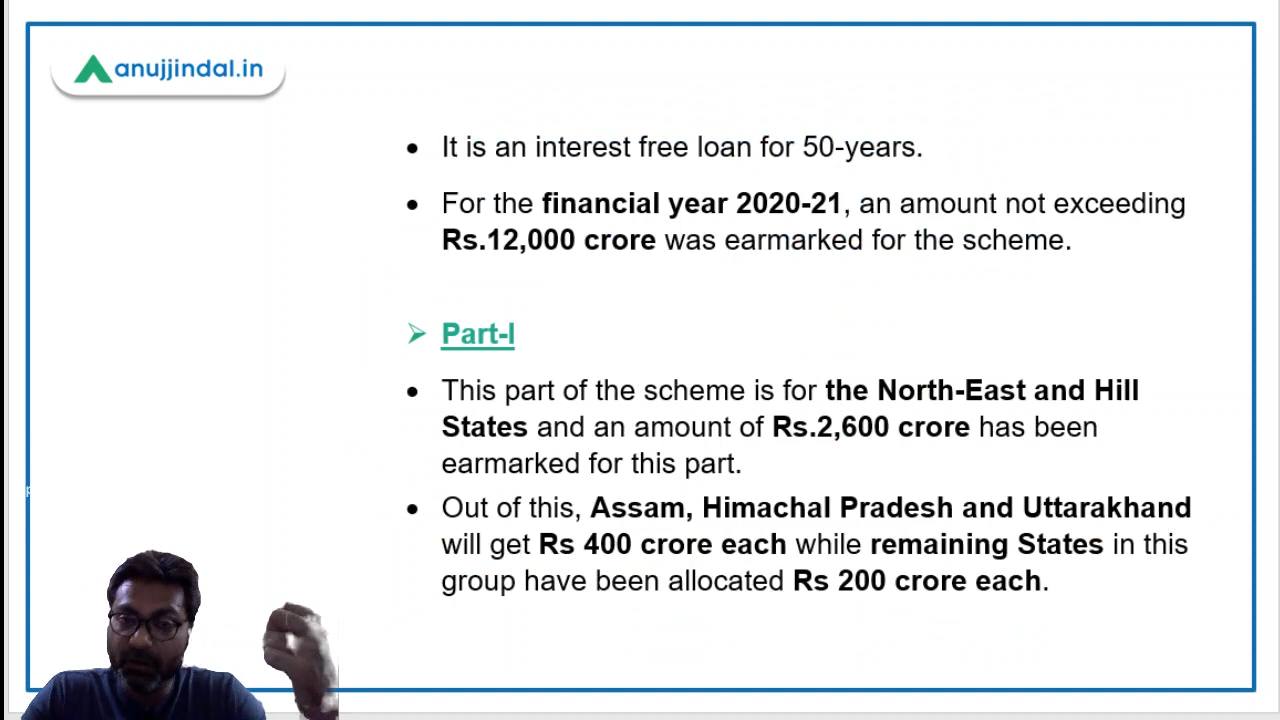 anujjindal.in
• It is an interest free loan for 50-years.
• For the financial year 2020-21, an amount not exceeding
Rs.12,000 crore was earmarked for the scheme.
➢ Part-I
• This part of the scheme is for the North-East and Hill
States and an amount of Rs.2,600 crore has been
earmarked for this part.
• Out of this, Assam, Himachal Pradesh and Uttarakhand
will get Rs 400 crore each while remaining States in this
group have been allocated Rs 200 crore each.